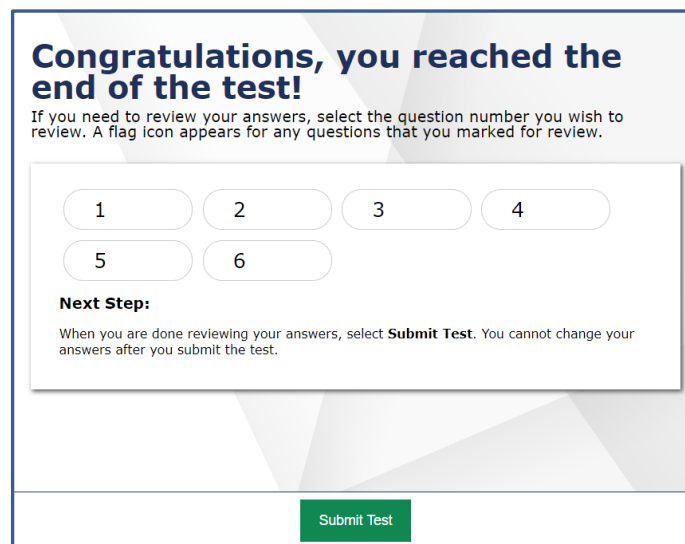 Congratulations, you reached the
end of the test!
If you need to review your answers, select the question number you wish to
review. A flag icon appears for any questions that you marked for review.
1 2 3 4
5 6
Next Step:
When you are done reviewing your answers, select Submit Test. You cannot change your
answers after you submit the test.
Submit Test